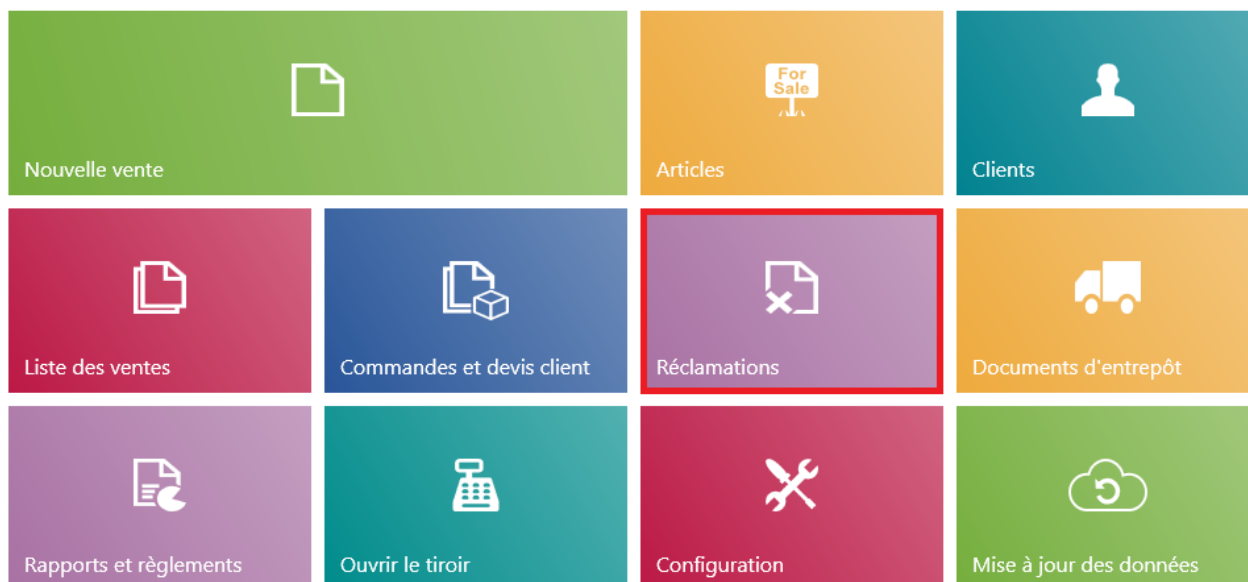 Nouvelle vente
For
Sale
Articles
Clients
Liste des ventes
Commandes et devis client
Réclamations
Documents d'entrepôt
Rapports et règlements
Ouvrir le tiroir
Configuration
Mise à jour des données